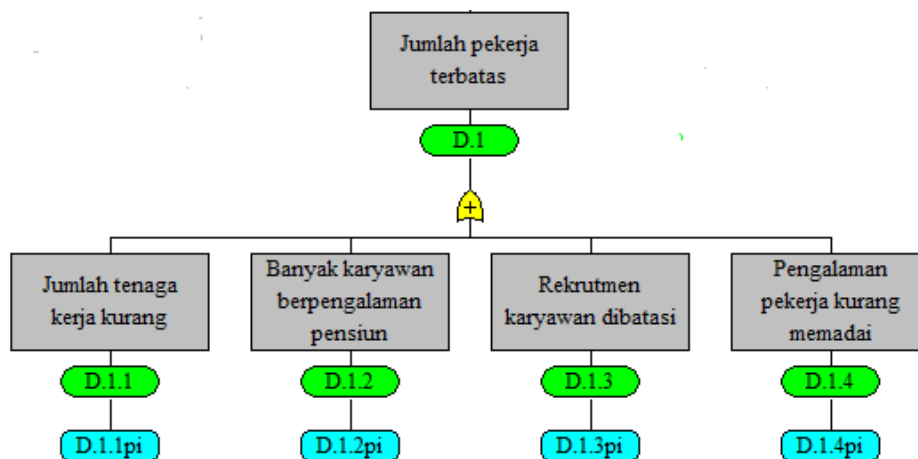 Jumlah pekerja
terbatas
D.1
+
Jumlah tenaga
kerja kurang
Banyak karyawan
berpengalaman
pensiun
Rekrutmen
karyawan dibatasi
Pengalaman
pekerja kurang
memadai
D.1.1
D.1.2
D.1.3
D.1.4
D.1.1pi
D.1.2pi
D.1.3pi
D.1.4pi